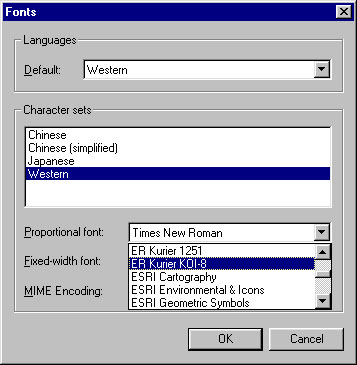 Fonts
Languages
Default: Western
Character sets
Chinese
Chinese (simplified)
Japanese
Western
Proportional font: Times New Roman
ER Kurier 1251
Fixed-width font: ER Kurier KOI-8
ESRI Cartography
MIME Encoding: ESRI Environmental & Icons
ESRI Geometric Symbols
OK Cancel